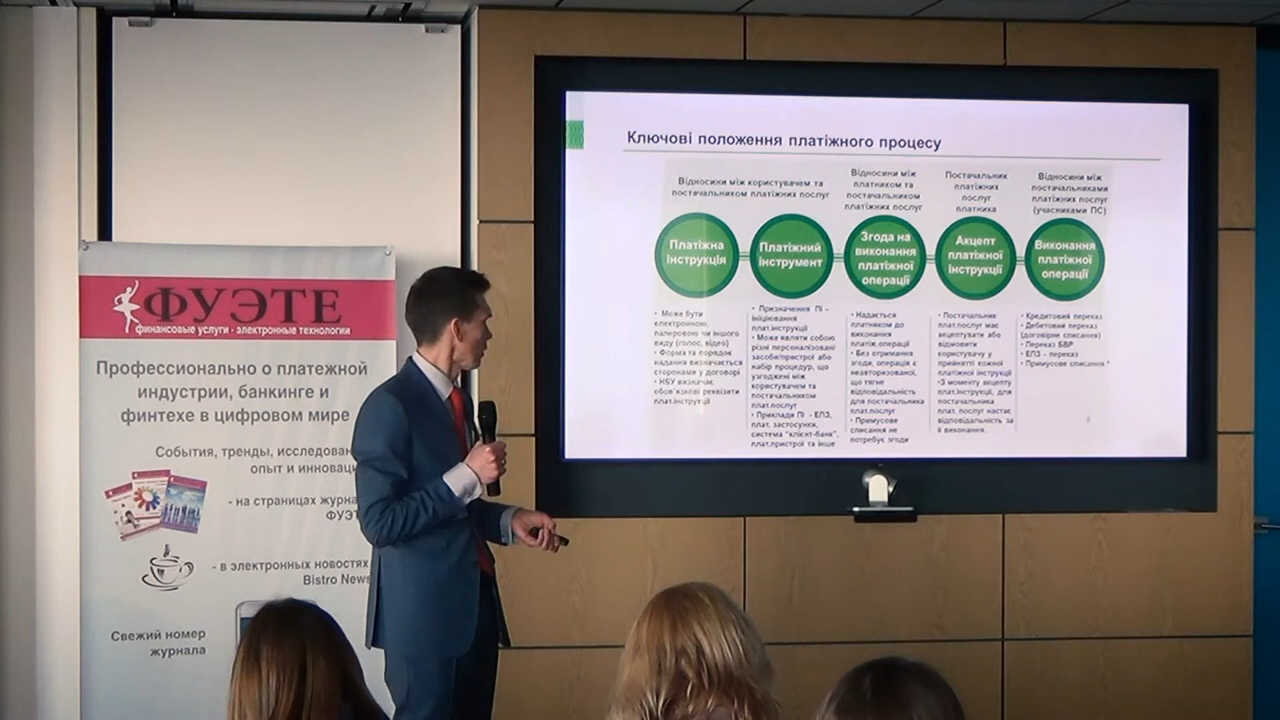 ФУЭТЕ
финансовые услуги - электронные технологии
Профессионально о платежной
индустрии, банкинге и
финтехе в цифровом мире
События, тренды, исследован
опыт и инноваци
- на страницах журна
ФУЭТ
- в электронных новостях
Bistro News
Свежий номер
журнала
Ключові положення платіжного процесу
Відносини між користувачем та
постачальником платіжних послуг
Відносини між
платником та
постачальником
платіжних послуг
Постачальник
платіжних
послуг
платника
Відносини між
постачальниками
платіжних послуг
(учасниками ПС)
Платіжна
інструкція
Платіжний
інструмент
Згода на
виконання
платіжної
операції
Акцепт
платіжної
інструкції
Виконання
платіжної
операції
• Може бути
електронною,
паперовою чи іншого
виду (голос, відео)
• Форма та порядок
надання визначається
сторонами у договорі
• НБУ визначає
обов'язкові реквізити
плат.інструкції
• Призначення ПІ –
ініціювання
плат.інструкції
• Можа являти собою
різні персоналізовані
засоби/пристрої або
набір процедур, що
узгоджені між
користувачем та
постачальником
плат.послуг
• Приклади ПІ - ЕПЗ,
плат. застосунки,
система "клієнт-банк",
плат.пристрої та інше
• Надається
платником до
виконання
платіж.операції
• Без отримання
згоди, операція є
неавторизованої,
що тягне
відповідальність
для постачальника
плат.послуг
• Примусове
списання не
потребує згоди
• Постачальник
плат.послуг має
акцептувати або
відмовити
користувачу у
прийнятті кожної
платіжної інструкції
•З моменту акцепту
плат.інструкції, для
постачальника
плат. послуг настає
відповідальність за
її виконання.
• Кредитовий переказ
• Дебетовий переказ
(договірне списання)
• Переказ БВР
• ЕПЗ – переказ
• Примусове списання *